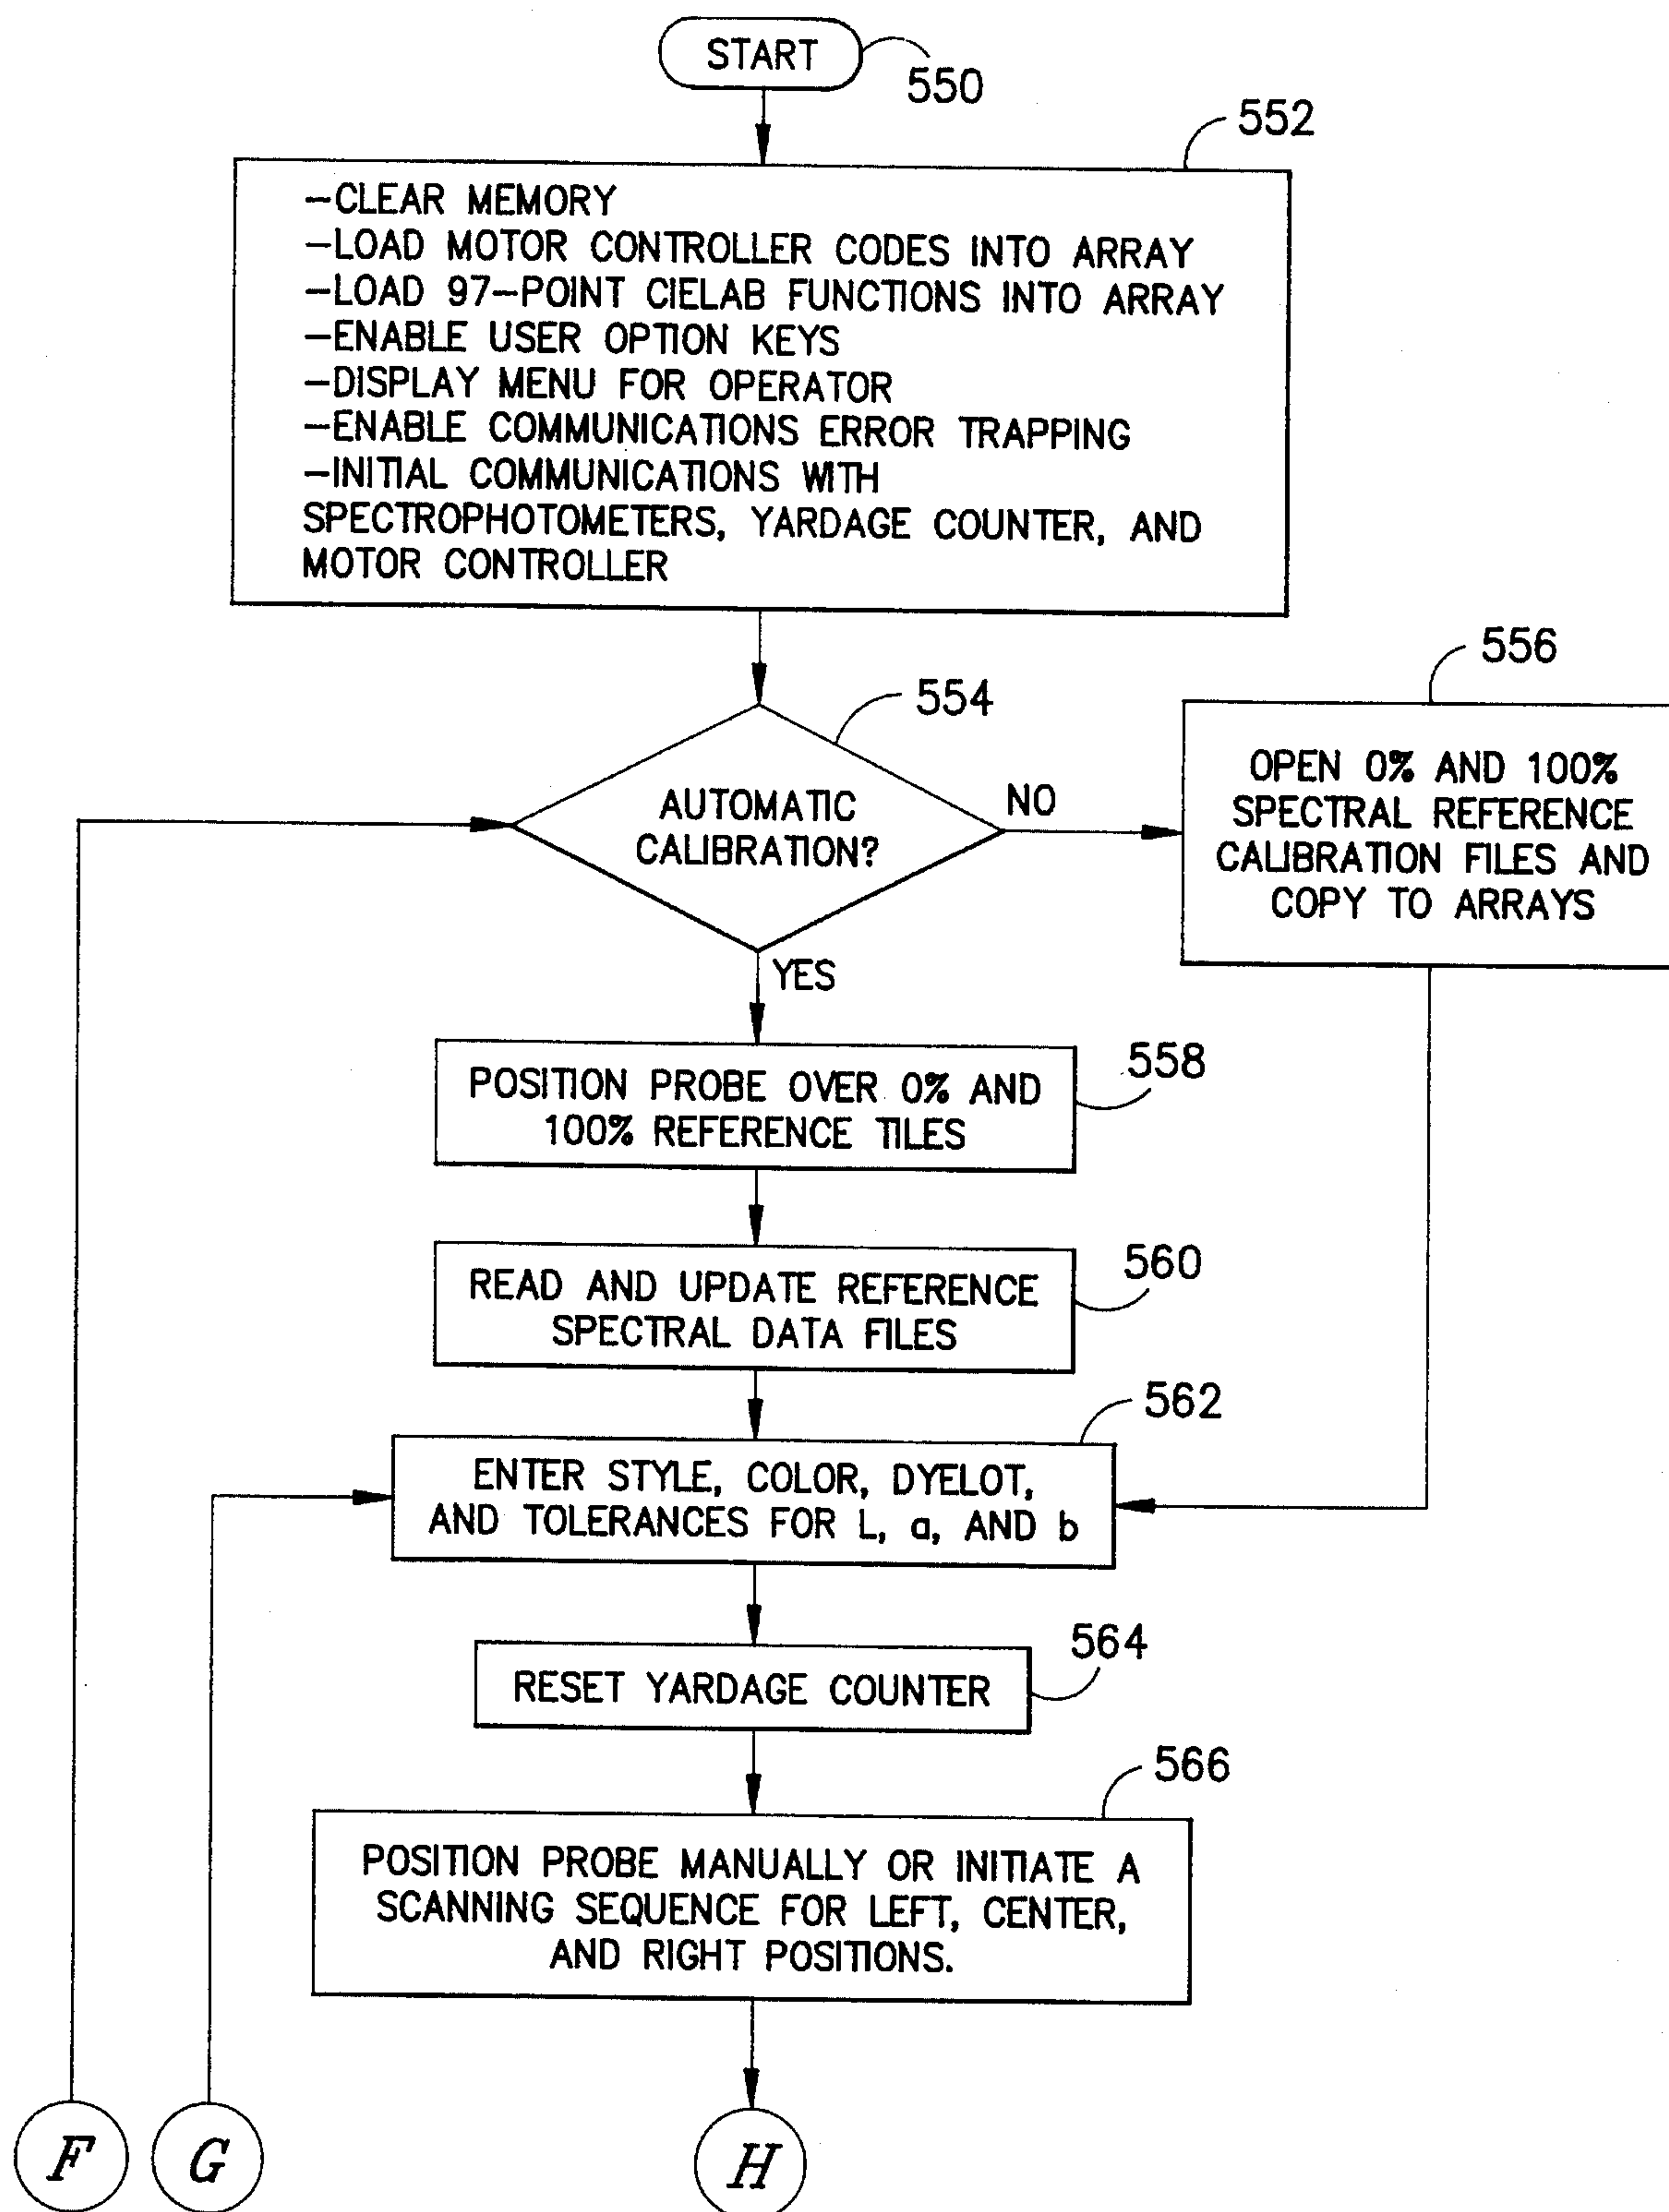 START
550
552
-CLEAR MEMORY
-LOAD MOTOR CONTROLLER CODES INTO ARRAY
-LOAD 97-POINT CIELAB FUNCTIONS INTO ARRAY
-ENABLE USER OPTION KEYS
-DISPLAY MENU FOR OPERATOR
-ENABLE COMMUNICATIONS ERROR TRAPPING
-INITIAL COMMUNICATIONS WITH
SPECTROPHOTOMETERS, YARDAGE COUNTER, AND
MOTOR CONTROLLER
554
AUTOMATIC
CALIBRATION?
NO
556
OPEN 0% AND 100%
SPECTRAL REFERENCE
CALIBRATION FILES AND
COPY TO ARRAYS
YES
558
POSITION PROBE OVER 0% AND
100% REFERENCE TILES
560
READ AND UPDATE REFERENCE
SPECTRAL DATA FILES
562
ENTER STYLE, COLOR, DYELOT,
AND TOLERANCES FOR L, a, AND b
564
RESET YARDAGE COUNTER
566
POSITION PROBE MANUALLY OR INITIATE A
SCANNING SEQUENCE FOR LEFT, CENTER,
AND RIGHT POSITIONS.
F
G
H